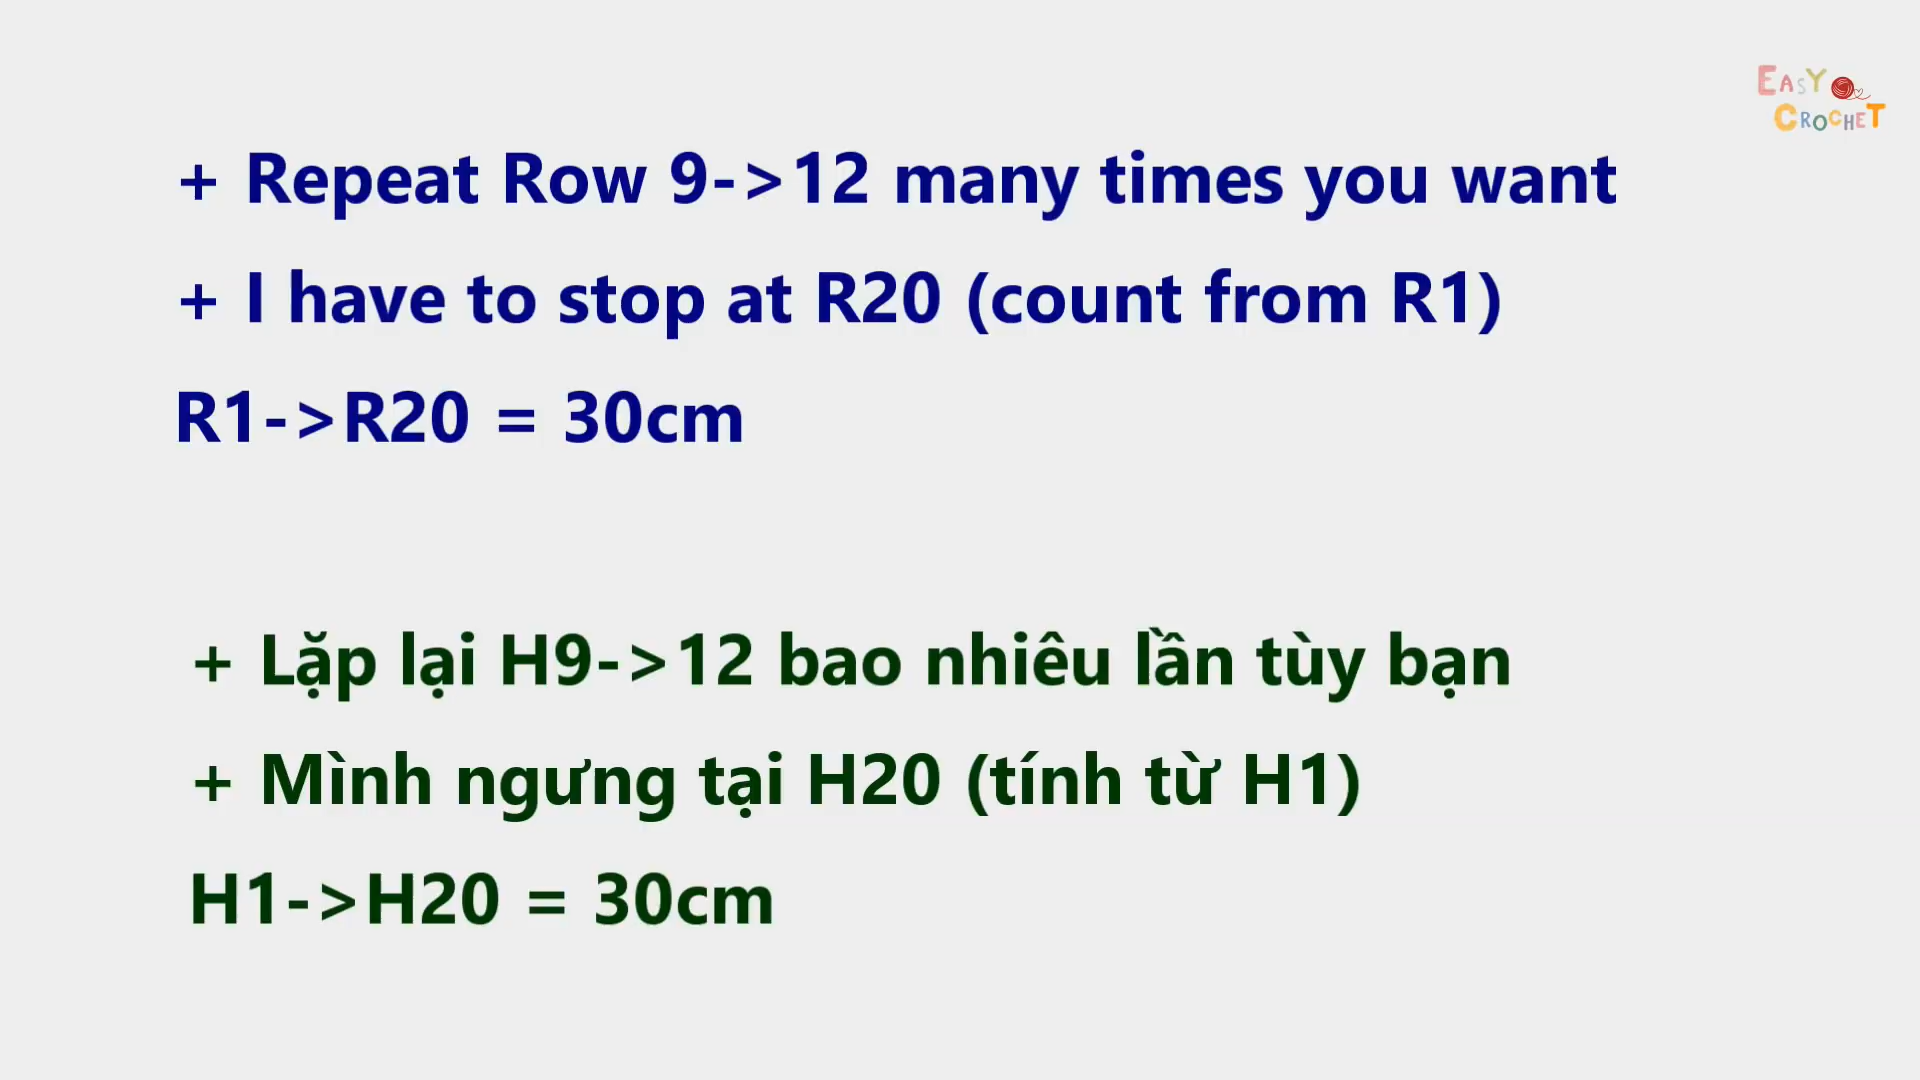 EASY
CROCHET
+ Repeat Row 9->12 many times you want
+ I have to stop at R20 (count from R1)
R1->R20 = 30cm
+ Lặp lại H9->12 bao nhiêu lần tùy bạn
+ Mình ngưng tại H20 (tính từ H1)
H1->H20 = 30cm